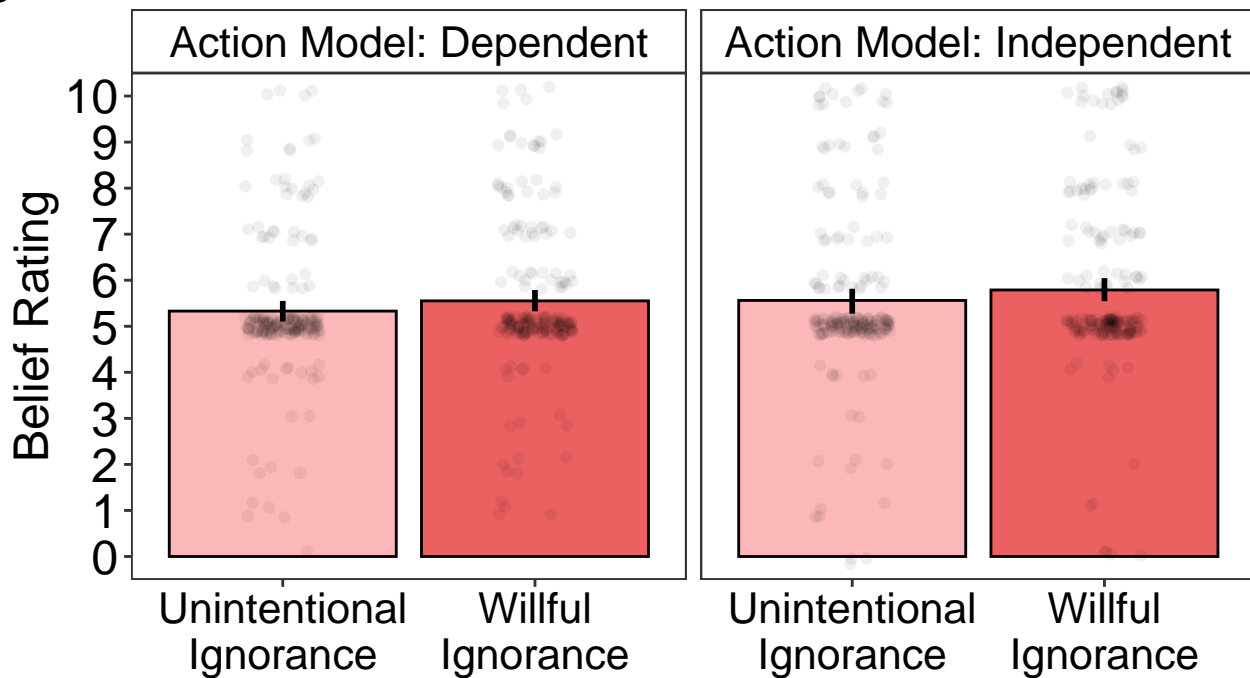 Action Model: Dependent
Action Model: Independent
Belief Rating
10
9
8
7
6
5
4
3
2
1
0
Unintentional
Ignorance
Willful
Ignorance
Unintentional
Ignorance
Willful
Ignorance